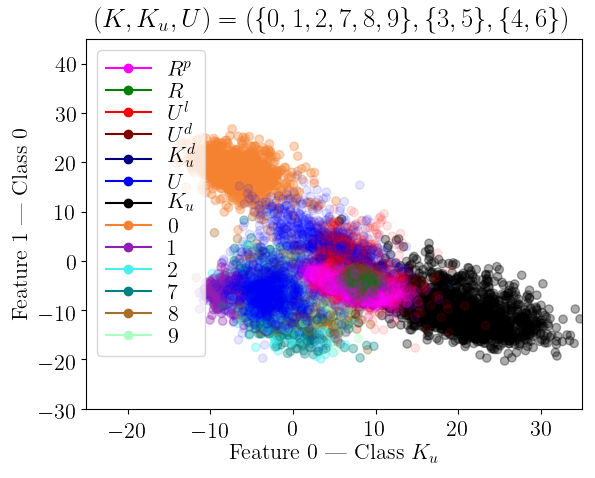 (K, K_u, U) = ({0, 1, 2, 7, 8, 9}, {3, 5}, {4, 6})
R^p
R
U^l
U^d
K_u^d
U
K_u
0
1
2
7
8
9
Feature 1 — Class 0
40
30
20
10
0
−10
−20
−30
−20
−10
0
10
20
30
Feature 0 — Class K_u